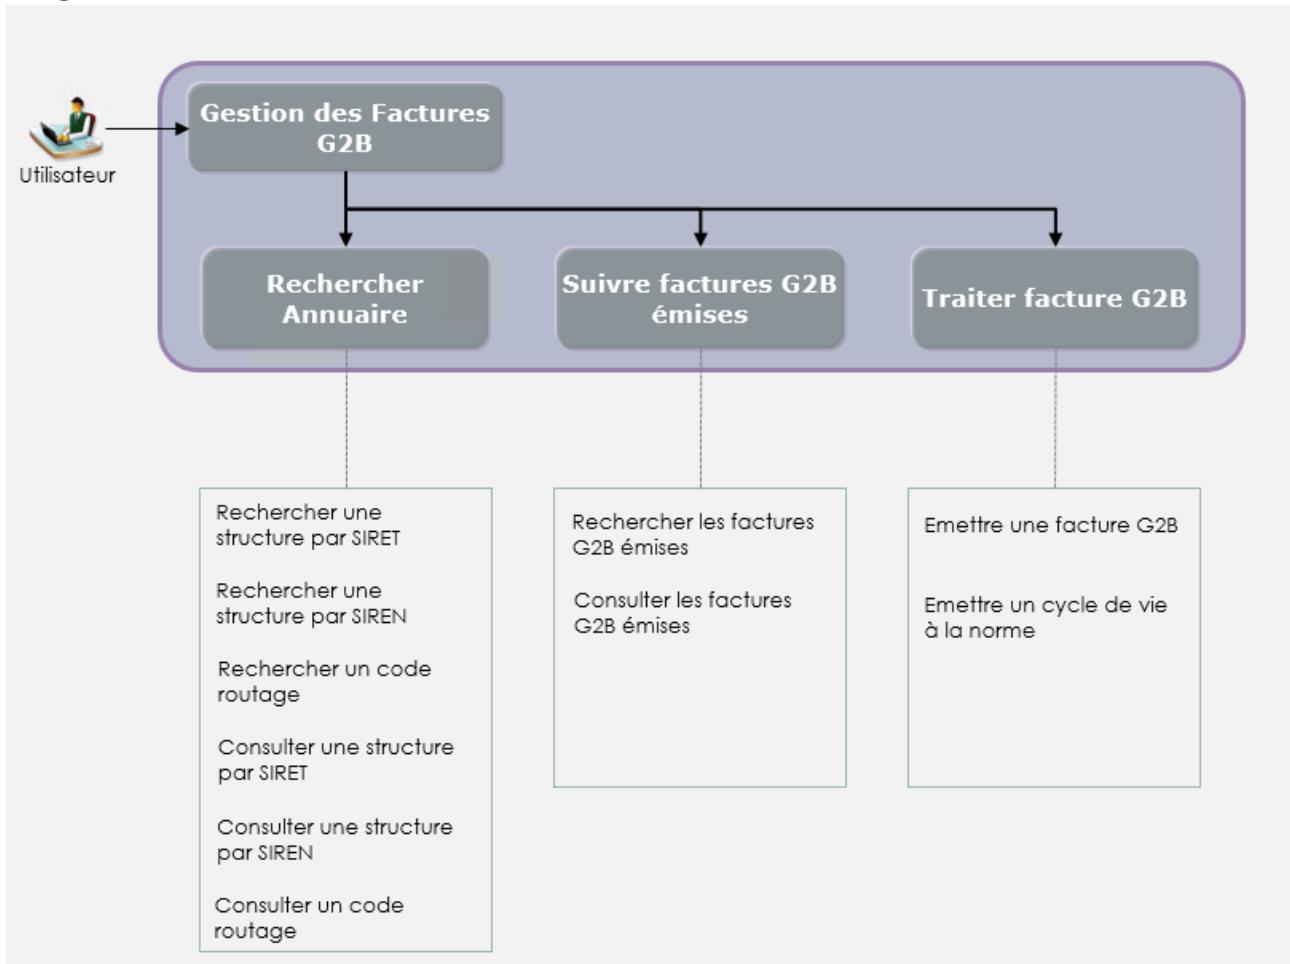 Gestion des Factures
G2B
Utilisateur
Rechercher
Annuaire
Suivre factures G2B
émises
Traiter facture G2B
Rechercher une
structure par SIRET
Rechercher une
structure par SIREN
Rechercher un code
routage
Consulter une structure
par SIRET
Consulter une structure
par SIREN
Consulter un code
routage
Rechercher les factures
G2B émises
Consulter les factures
G2B émises
Emettre une facture G2B
Emettre un cycle de vie
à la norme